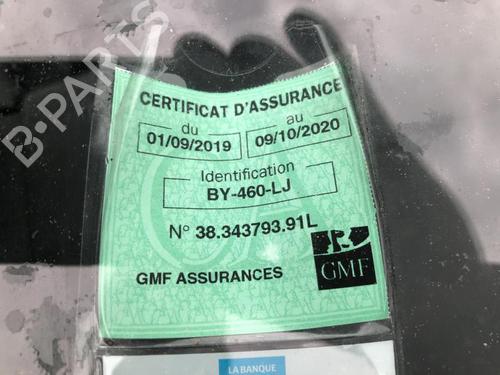 B-PARTS
CERTIFICAT D'ASSURANCE
du
01/09/2019
au
09/10/2020
Identification
BY-460-LJ
N° 38.343793.91L
GMF
GMF ASSURANCES
LA BANQUE